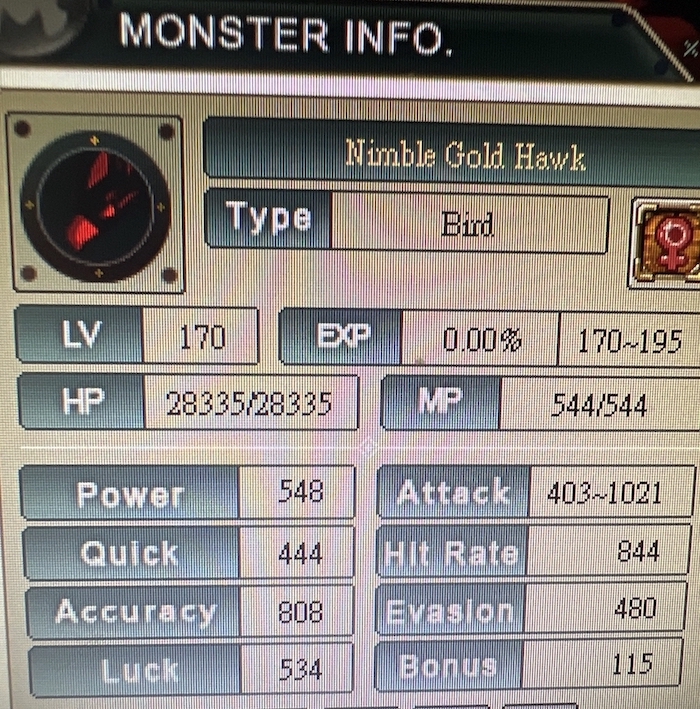 MONSTER INFO.
Nimble Gold Hawk
Type Bird
LV 170 EXP 0.00% 170~195
HP 28335/28335 MP 544/544
Power 548 Attack 403~1021
Quick 444 Hit Rate 844
Accuracy 808 Evasion 480
Luck 534 Bonus 115